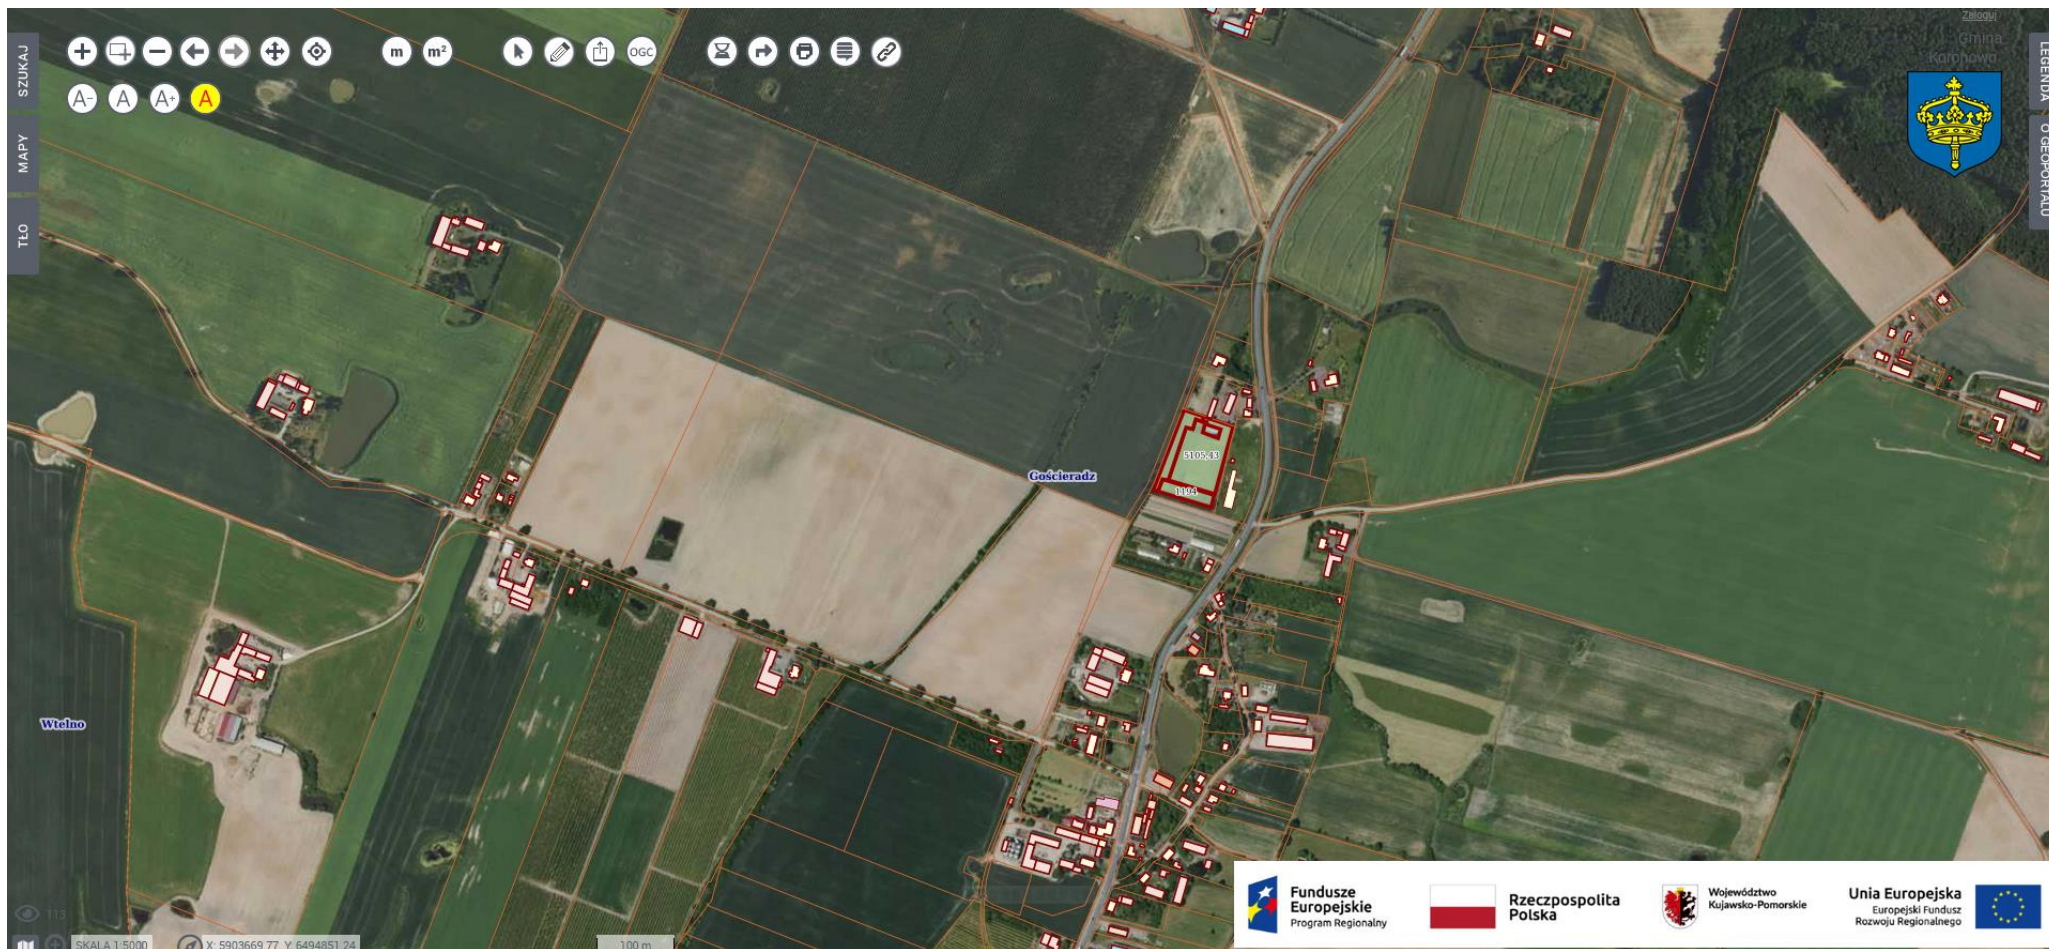 Zaloguj
Gmina
Koronowo
SZUKAJ
MAPY
TŁO
LEGENDA
O GEOPORTALU
m
m²
OGC
A-
A
A+
A
5105,43
1194
Gościeradz
Wtelno
113
SKALA 1:5000
X: 5903669.77 Y: 6494851.24
100 m
Fundusze
Europejskie
Program Regionalny
Rzeczpospolita
Polska
Województwo
Kujawsko-Pomorskie
Unia Europejska
Europejski Fundusz
Rozwoju Regionalnego